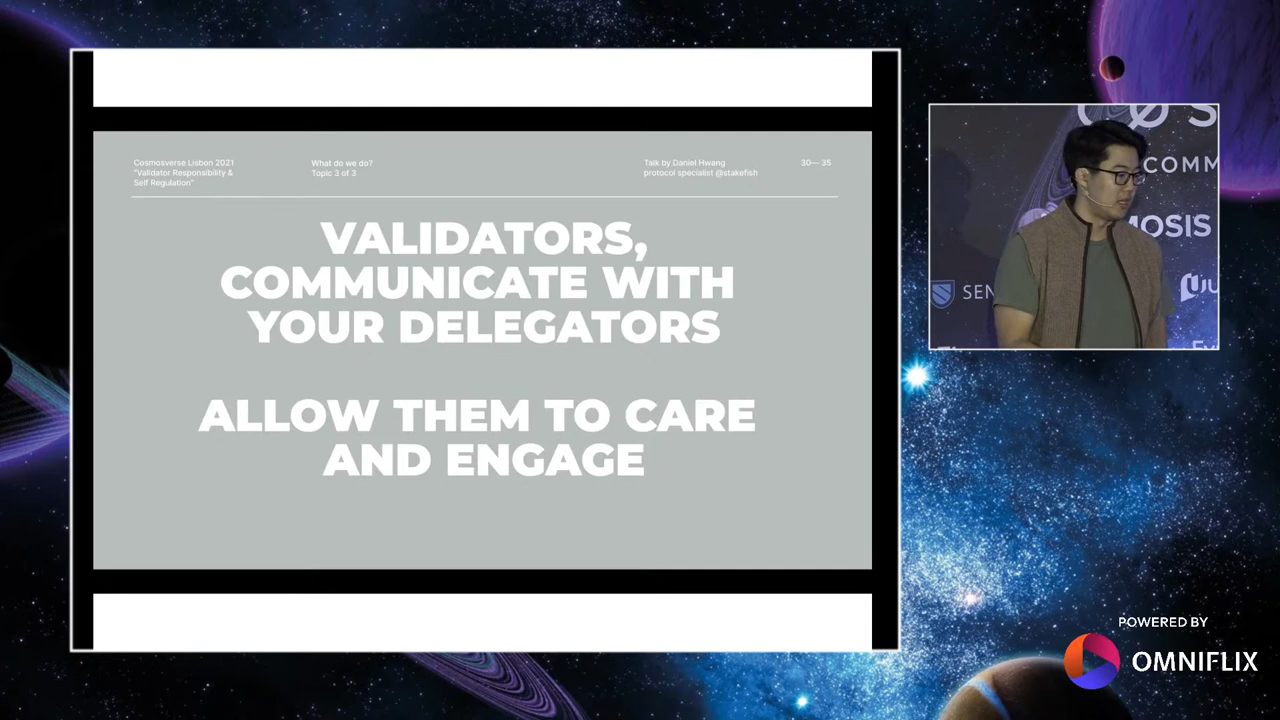 Cosmosverse Lisbon 2021
"Validator Responsibility &
Self Regulation"
What do we do?
Topic 3 of 3
Talk by Daniel Hwang
protocol specialist @stakefish
30— 35
VALIDATORS,
COMMUNICATE WITH
YOUR DELEGATORS
ALLOW THEM TO CARE
AND ENGAGE
COMM
MOSIS
SEN
POWERED BY
OMNIFLIX